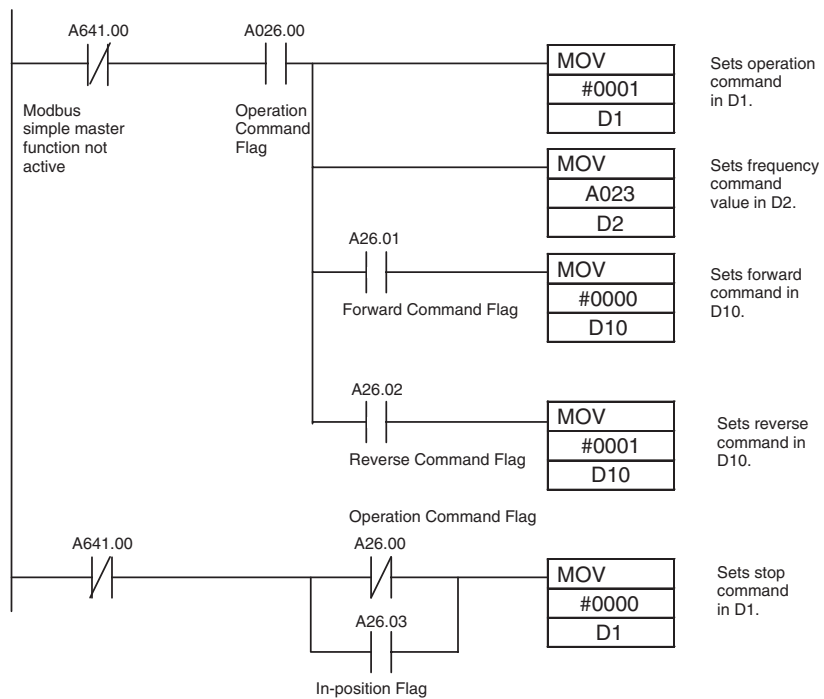 A641.00
A026.00
Modbus
simple master
function not
active
Operation
Command
Flag
MOV
#0001
D1
Sets operation
command
in D1.
MOV
A023
D2
Sets frequency
command
value in D2.
A26.01
Forward Command Flag
MOV
#0000
D10
Sets forward
command in
D10.
A26.02
Reverse Command Flag
MOV
#0001
D10
Sets reverse
command in
D10.
Operation Command Flag
A641.00
A26.00
A26.03
In-position Flag
MOV
#0000
D1
Sets stop
command
in D1.